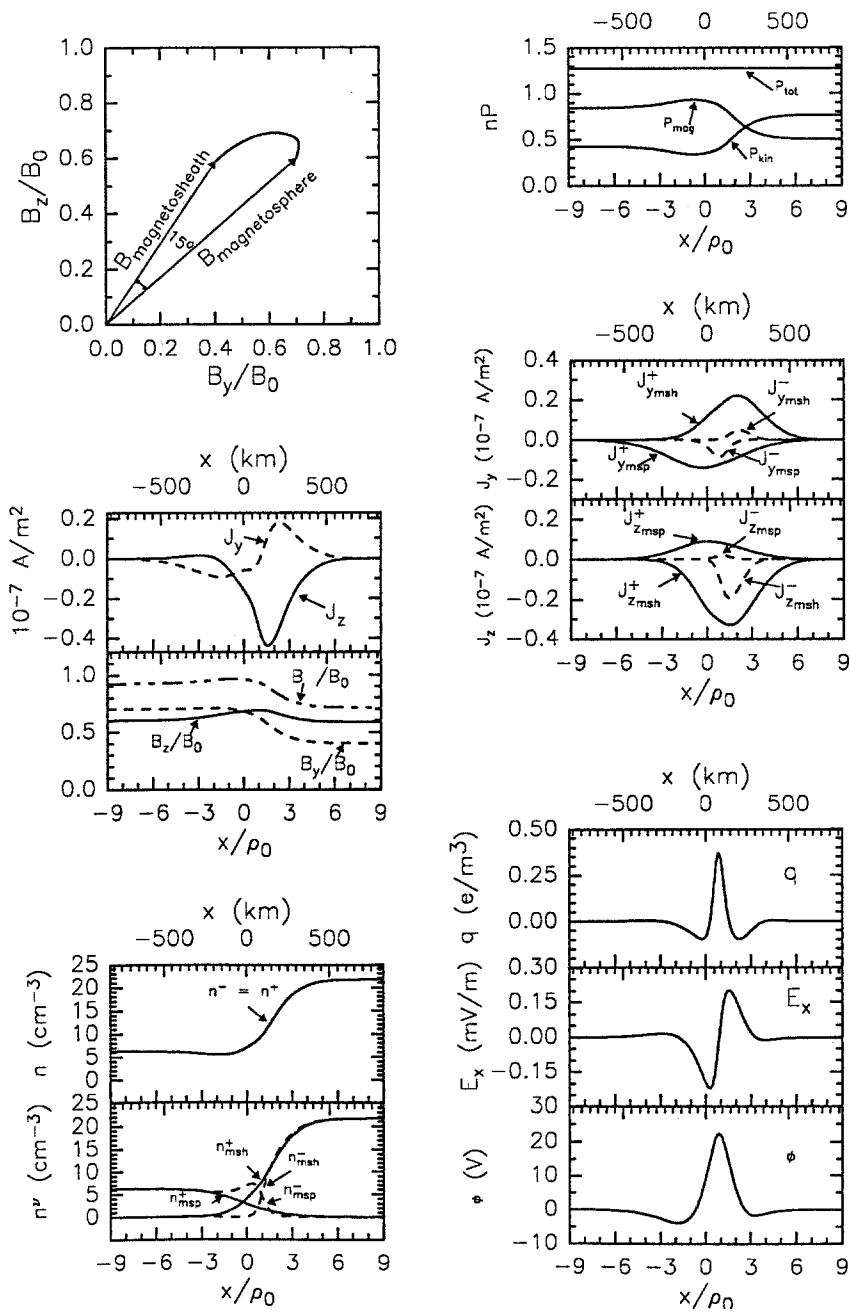 1.0
0.8
0.6
0.4
0.2
0.0
B_z/B_0
B_magnetosheath
15°
B_magnetosphere
0.0 0.2 0.4 0.6 0.8 1.0
B_y/B_0
x (km)
-500 0 500
0.2
0.0
-0.2
-0.4
10^-7 A/m^2
J_y
J_z
1.0
0.5
0.0
B /B_0
B_z/B_0
B_y/B_0
-9 -6 -3 0 3 6 9
x/ρ_0
x (km)
-500 0 500
25
20
15
10
5
0
n (cm^-3)
n^- = n^+
25
20
15
10
5
0
n^ν (cm^-3)
n^+_msh
n^-_msh
n^+_msp
n^-_msp
-9 -6 -3 0 3 6 9
x/ρ_0
x (km)
-500 0 500
1.5
1.0
0.5
0.0
nP
P_tot
P_mag
P_kin
-9 -6 -3 0 3 6 9
x/ρ_0
x (km)
-500 0 500
0.4
0.2
0.0
-0.2
J_y (10^-7 A/m^2)
J^+_ymsh
J^-_ymsh
J^+_ymsp
J^-_ymsp
0.2
0.0
-0.2
-0.4
J_z (10^-7 A/m^2)
J^+_zmsp
J^-_zmsp
J^+_zmsh
J^-_zmsh
-9 -6 -3 0 3 6 9
x/ρ_0
x (km)
-500 0 500
0.50
0.25
0.00
q (e/m^3)
q
0.30
0.15
0.00
-0.15
E_x (mV/m)
E_x
30
20
10
0
-10
φ (V)
φ
-9 -6 -3 0 3 6 9
x/ρ_0